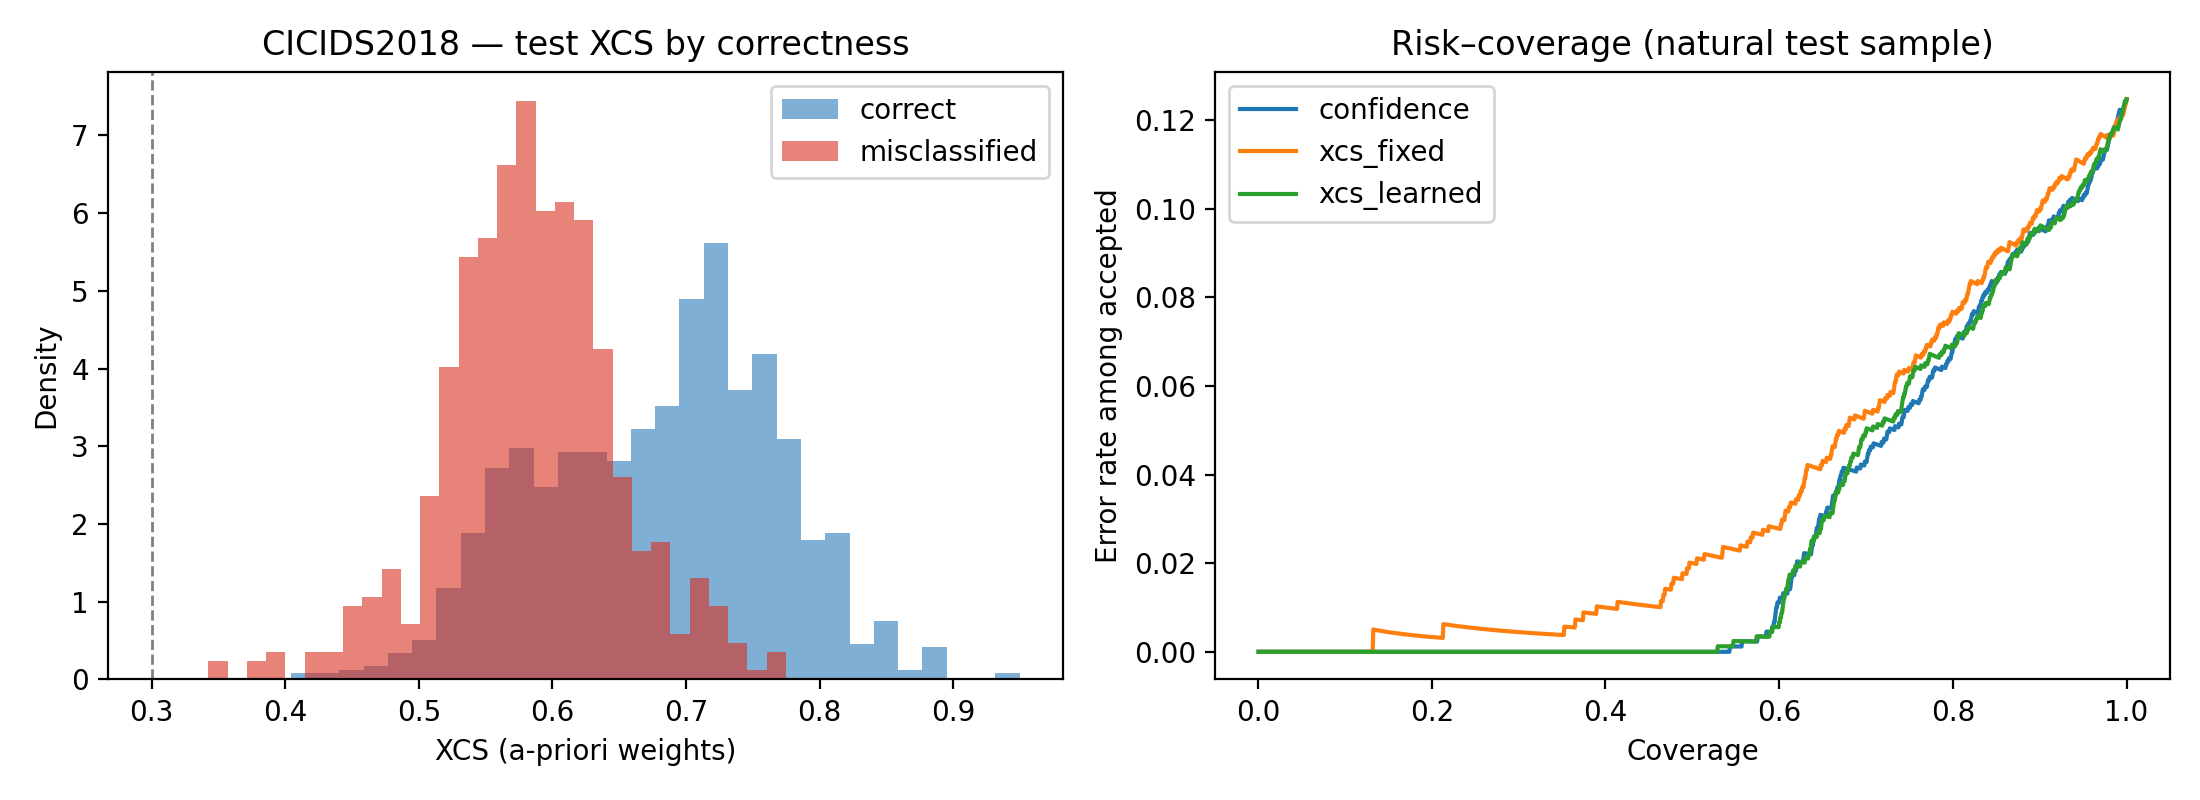 CICIDS2018 — test XCS by correctness
correct
misclassified
Density
7
6
5
4
3
2
1
0
0.3 0.4 0.5 0.6 0.7 0.8 0.9
XCS (a-priori weights)
Risk–coverage (natural test sample)
confidence
xcs_fixed
xcs_learned
Error rate among accepted
0.12
0.10
0.08
0.06
0.04
0.02
0.00
0.0 0.2 0.4 0.6 0.8 1.0
Coverage